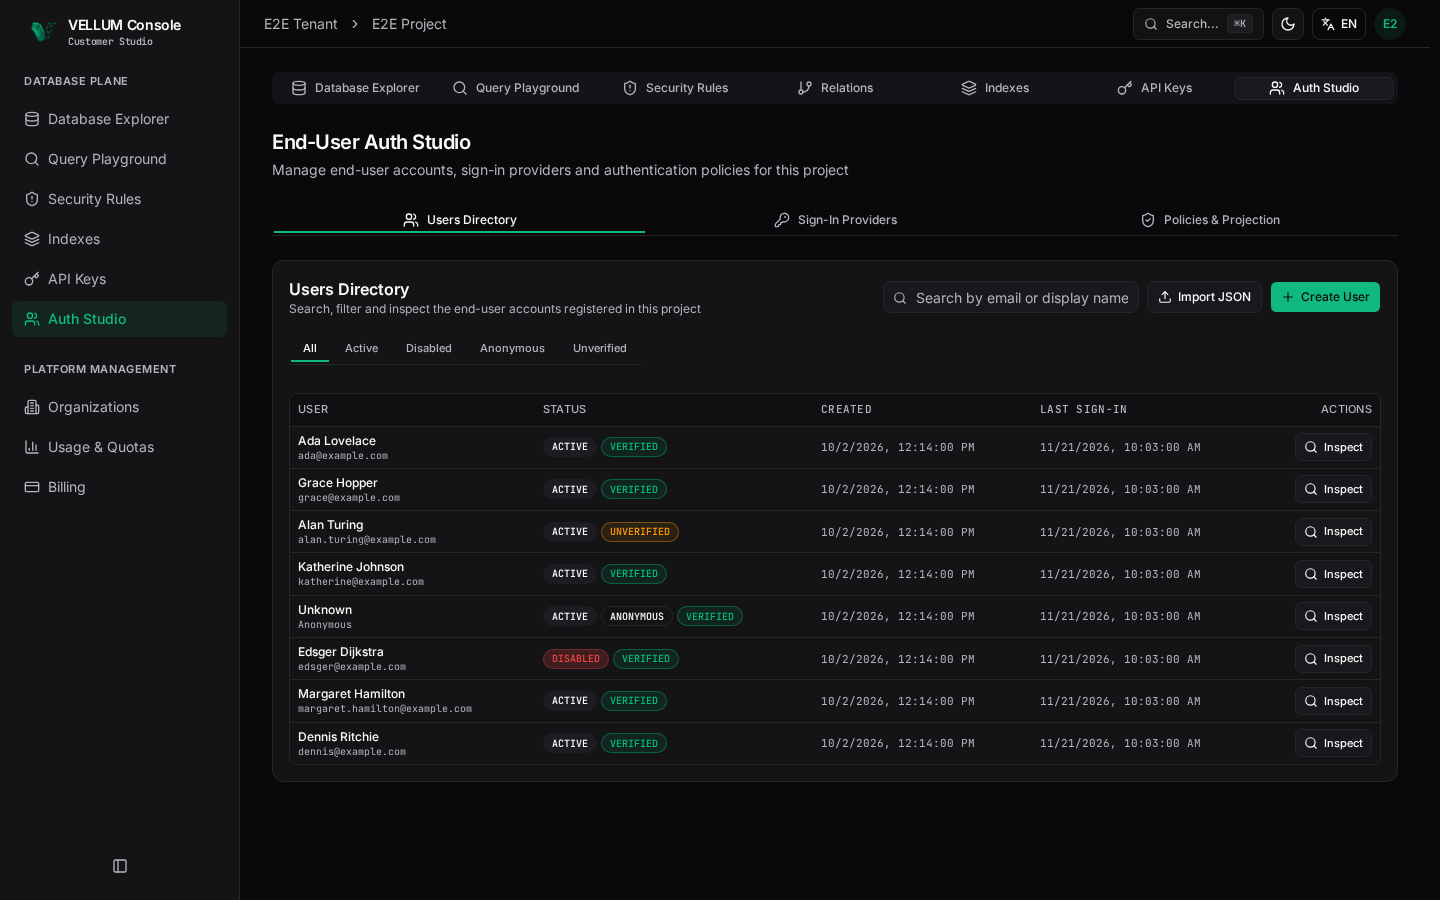 VELLUM Console
Customer Studio
DATABASE PLANE
Database Explorer
Query Playground
Security Rules
Indexes
API Keys
Auth Studio
PLATFORM MANAGEMENT
Organizations
Usage & Quotas
Billing
E2E Tenant > E2E Project
Search... ⌘K EN E2
Database Explorer Query Playground Security Rules Relations Indexes API Keys Auth Studio
End-User Auth Studio
Manage end-user accounts, sign-in providers and authentication policies for this project
Users Directory Sign-In Providers Policies & Projection
Users Directory
Search, filter and inspect the end-user accounts registered in this project
Search by email or display name Import JSON + Create User
All Active Disabled Anonymous Unverified
USER STATUS CREATED LAST SIGN-IN ACTIONS
Ada Lovelace
ada@example.com
ACTIVE VERIFIED 10/2/2026, 12:14:00 PM 11/21/2026, 10:03:00 AM Inspect
Grace Hopper
grace@example.com
ACTIVE VERIFIED 10/2/2026, 12:14:00 PM 11/21/2026, 10:03:00 AM Inspect
Alan Turing
alan.turing@example.com
ACTIVE UNVERIFIED 10/2/2026, 12:14:00 PM 11/21/2026, 10:03:00 AM Inspect
Katherine Johnson
katherine@example.com
ACTIVE VERIFIED 10/2/2026, 12:14:00 PM 11/21/2026, 10:03:00 AM Inspect
Unknown
Anonymous
ACTIVE ANONYMOUS VERIFIED 10/2/2026, 12:14:00 PM 11/21/2026, 10:03:00 AM Inspect
Edsger Dijkstra
edsger@example.com
DISABLED VERIFIED 10/2/2026, 12:14:00 PM 11/21/2026, 10:03:00 AM Inspect
Margaret Hamilton
margaret.hamilton@example.com
ACTIVE VERIFIED 10/2/2026, 12:14:00 PM 11/21/2026, 10:03:00 AM Inspect
Dennis Ritchie
dennis@example.com
ACTIVE VERIFIED 10/2/2026, 12:14:00 PM 11/21/2026, 10:03:00 AM Inspect